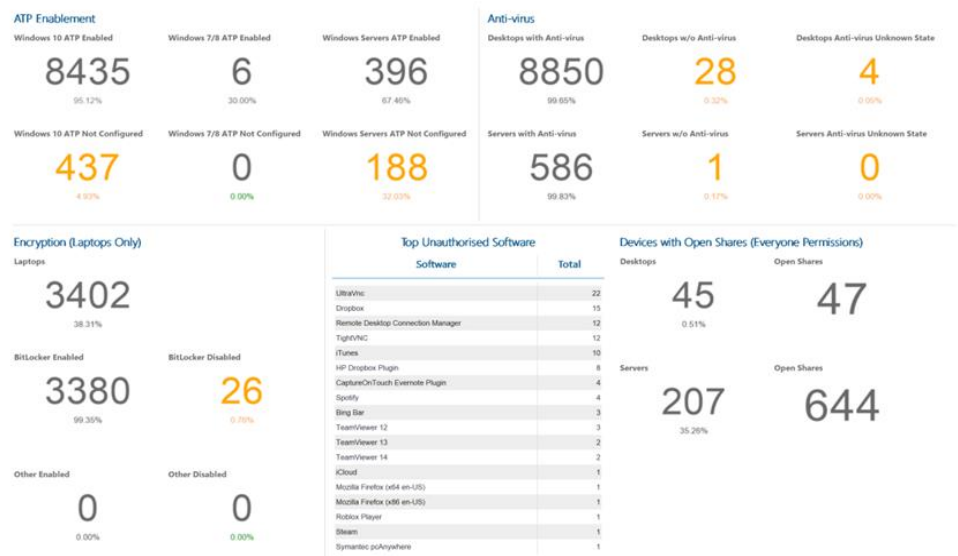 ATP Enablement
Windows 10 ATP Enabled
Windows 7/8 ATP Enabled
Windows Servers ATP Enabled
8435
6
396
95.12%
30.00%
67.46%
Windows 10 ATP Not Configured
Windows 7/8 ATP Not Configured
Windows Servers ATP Not Configured
437
0
188
4.93%
0.00%
32.03%
Anti-virus
Desktops with Anti-virus
Desktops w/o Anti-virus
Desktops Anti-virus Unknown State
8850
28
4
99.65%
0.32%
0.05%
Servers with Anti-virus
Servers w/o Anti-virus
Servers Anti-virus Unknown State
586
1
0
99.83%
0.17%
0.00%
Encryption (Laptops Only)
Laptops
3402
38.31%
BitLocker Enabled
BitLocker Disabled
3380
26
99.35%
0.76%
Other Enabled
Other Disabled
0
0
0.00%
0.00%
Top Unauthorised Software
Software Total
UltraVnc 22
Dropbox 15
Remote Desktop Connection Manager 12
TightVNC 12
iTunes 10
HP Dropbox Plugin 8
CaptureOnTouch Evernote Plugin 4
Spotify 4
Bing Bar 3
TeamViewer 12 3
TeamViewer 13 2
TeamViewer 14 2
iCloud 1
Mozilla Firefox (x64 en-US) 1
Mozilla Firefox (x86 en-US) 1
Roblox Player 1
Steam 1
Symantec pcAnywhere 1
Devices with Open Shares (Everyone Permissions)
Desktops
Open Shares
45
47
0.51%
Servers
Open Shares
207
644
35.26%